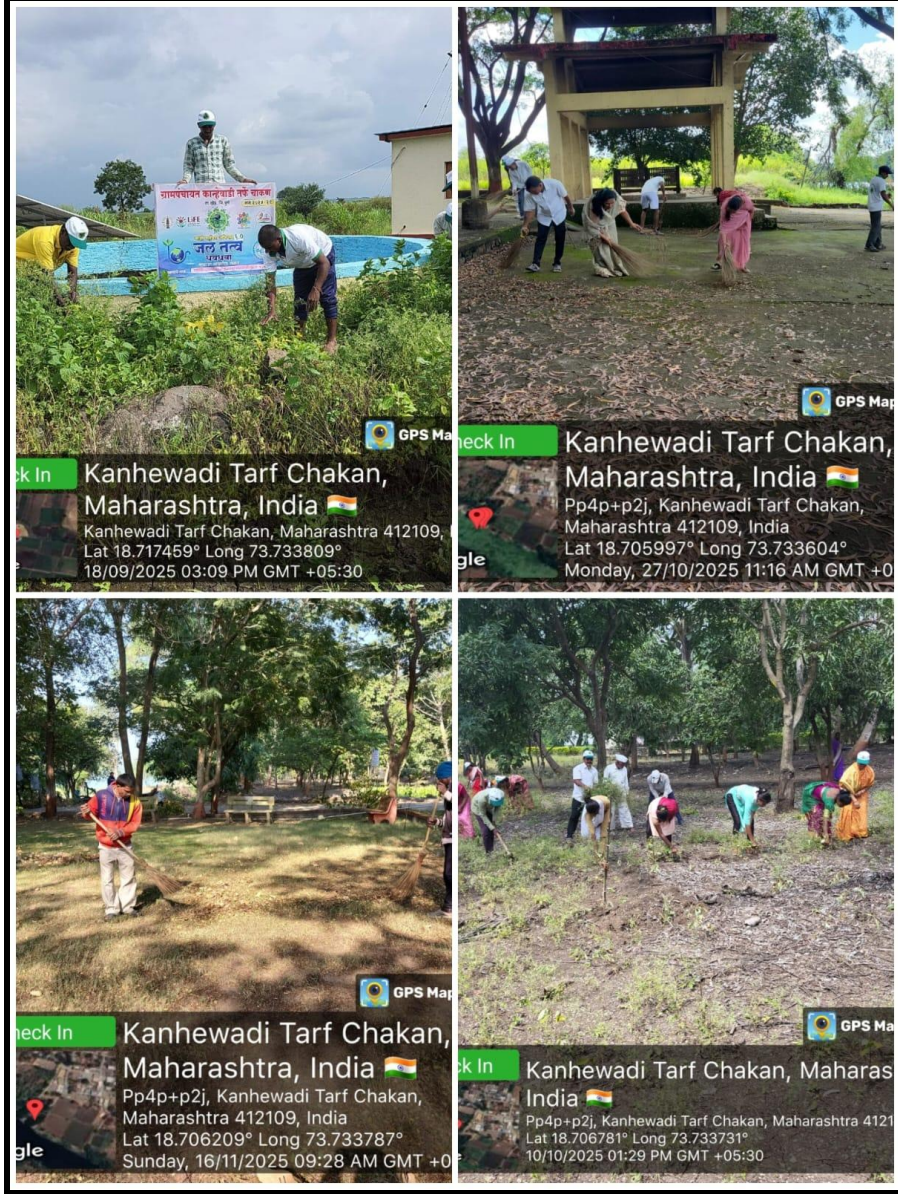 ग्रामपंचायत कान्हेवाडी तर्फे चाकण
LiFE
जल तत्व
GPS Ma
ck In
Kanhewadi Tarf Chakan,
Maharashtra, India
Kanhewadi Tarf Chakan, Maharashtra 412109,
Lat 18.717459° Long 73.733809°
18/09/2025 03:09 PM GMT +05:30
GPS Map
eck In
Kanhewadi Tarf Chakan,
Maharashtra, India
Pp4p+p2j, Kanhewadi Tarf Chakan,
Maharashtra 412109, India
Lat 18.705997° Long 73.733604°
gle
Monday, 27/10/2025 11:16 AM GMT +0
GPS Map
eck In
Kanhewadi Tarf Chakan,
Maharashtra, India
Pp4p+p2j, Kanhewadi Tarf Chakan,
Maharashtra 412109, India
Lat 18.706209° Long 73.733787°
gle
Sunday, 16/11/2025 09:28 AM GMT +0
GPS Ma
k In
Kanhewadi Tarf Chakan, Maharas
India
Pp4p+p2j, Kanhewadi Tarf Chakan, Maharashtra 4121
Lat 18.706781° Long 73.733731°
gle
10/10/2025 01:29 PM GMT +05:30